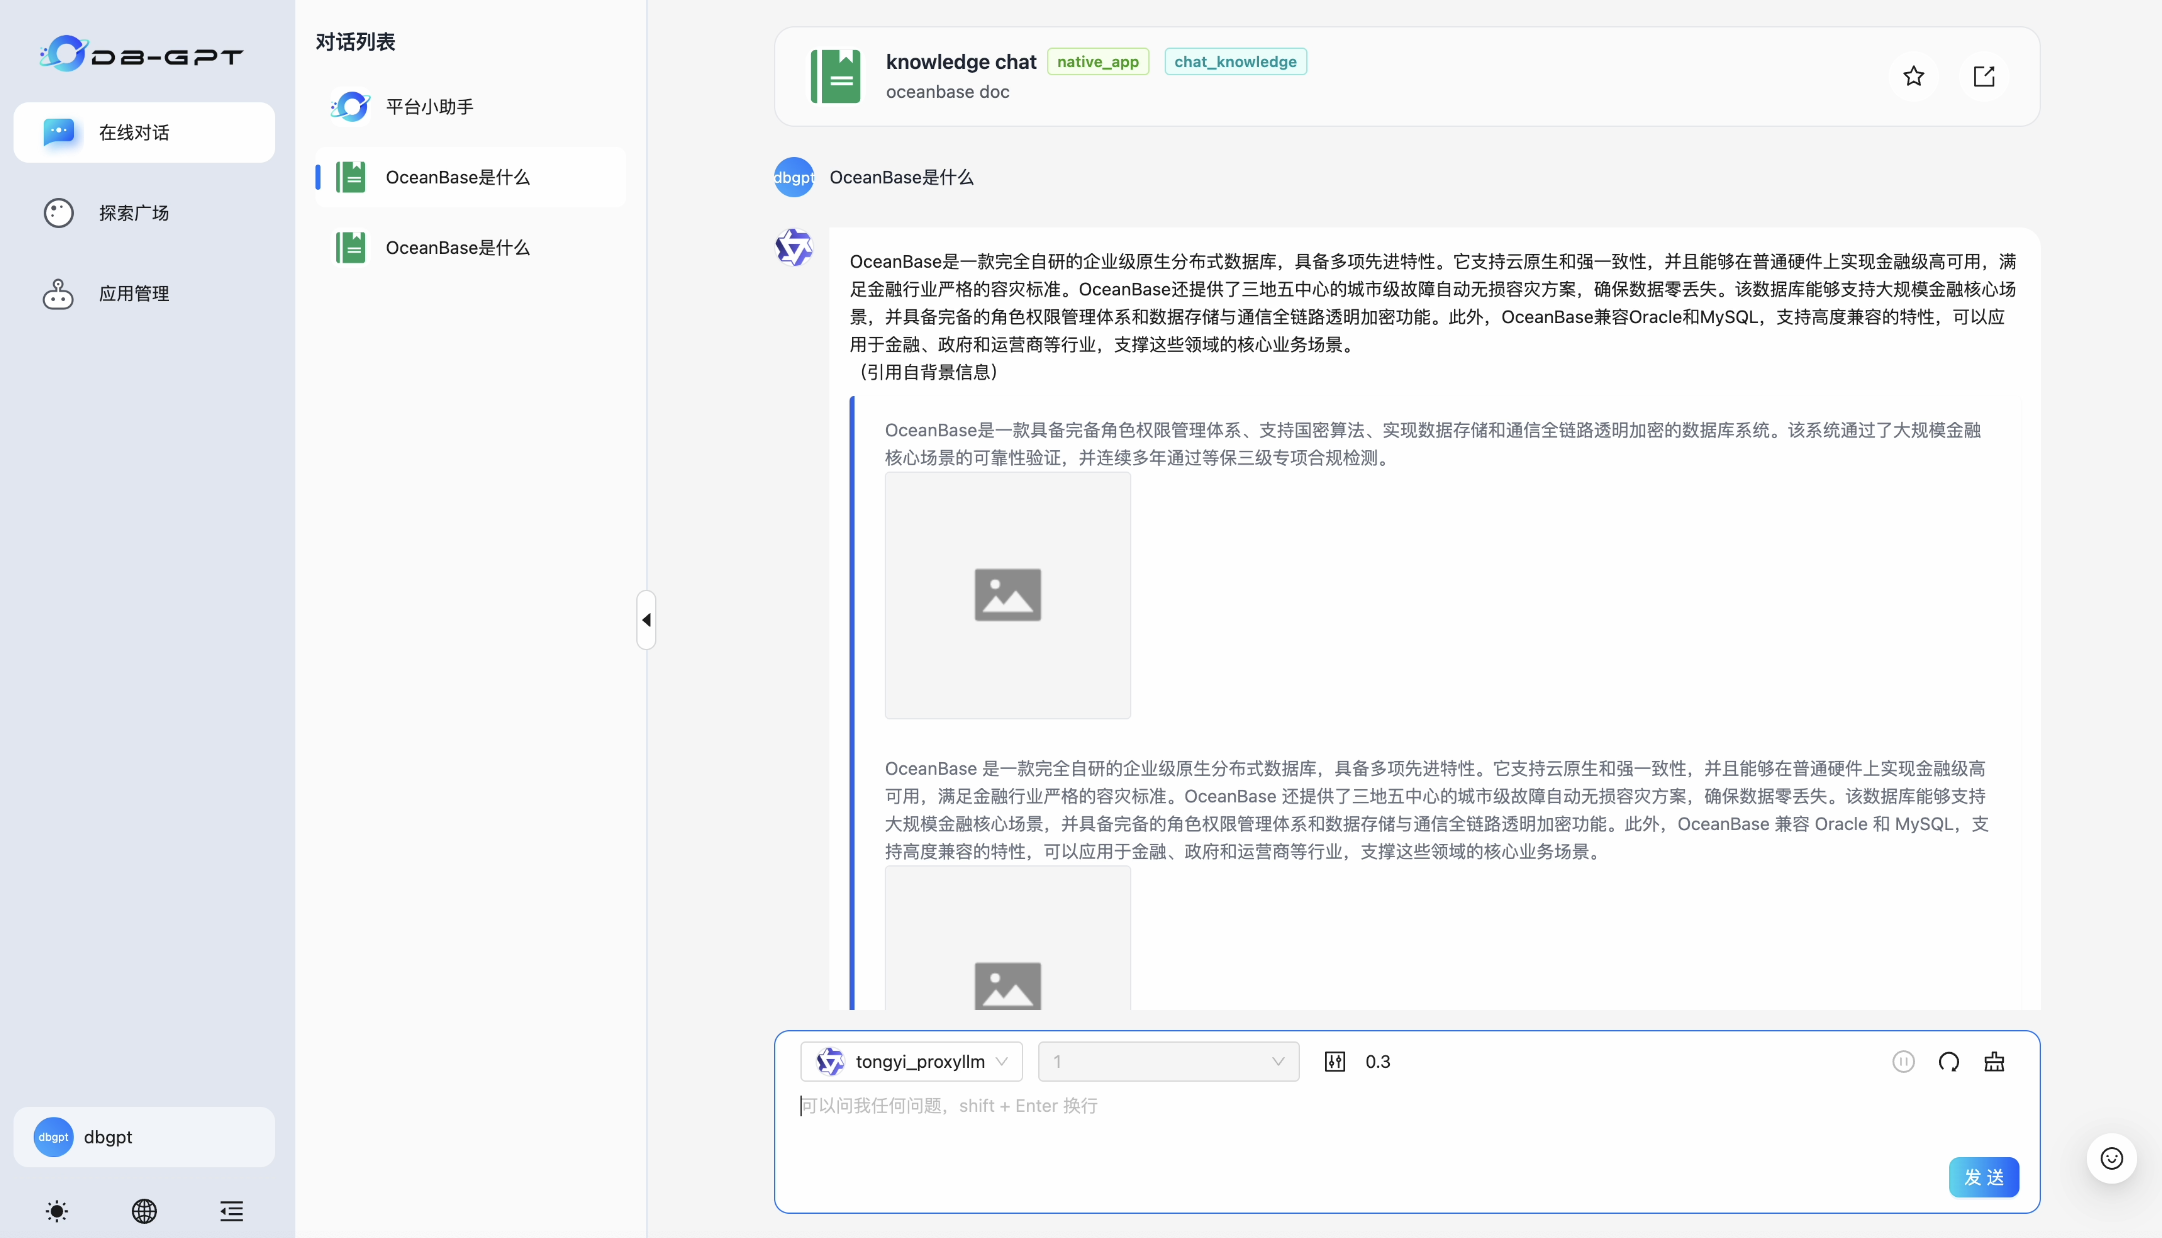 DB-GPT
在线对话
探索广场
应用管理
dbgpt
dbgpt
对话列表
平台小助手
OceanBase是什么
OceanBase是什么
knowledge chat
native_app
chat_knowledge
oceanbase doc
dbgpt
OceanBase是什么
OceanBase是一款完全自研的企业级原生分布式数据库，具备多项先进特性。它支持云原生和强一致性，并且能够在普通硬件上实现金融级高可用，满
足金融行业严格的容灾标准。OceanBase还提供了三地五中心的城市级故障自动无损容灾方案，确保数据零丢失。该数据库能够支持大规模金融核心场
景，并具备完备的角色权限管理体系和数据存储与通信全链路透明加密功能。此外，OceanBase兼容Oracle和MySQL，支持高度兼容的特性，可以应
用于金融、政府和运营商等行业，支撑这些领域的核心业务场景。
（引用自背景信息）
OceanBase是一款具备完备角色权限管理体系、支持国密算法、实现数据存储和通信全链路透明加密的数据库系统。该系统通过了大规模金融
核心场景的可靠性验证，并连续多年通过等保三级专项合规检测。
OceanBase 是一款完全自研的企业级原生分布式数据库，具备多项先进特性。它支持云原生和强一致性，并且能够在普通硬件上实现金融级高
可用，满足金融行业严格的容灾标准。OceanBase 还提供了三地五中心的城市级故障自动无损容灾方案，确保数据零丢失。该数据库能够支持
大规模金融核心场景，并具备完备的角色权限管理体系和数据存储与通信全链路透明加密功能。此外，OceanBase 兼容 Oracle 和 MySQL，支
持高度兼容的特性，可以应用于金融、政府和运营商等行业，支撑这些领域的核心业务场景。
tongyi_proxyllm
1
0.3
可以问我任何问题，shift + Enter 换行
发 送